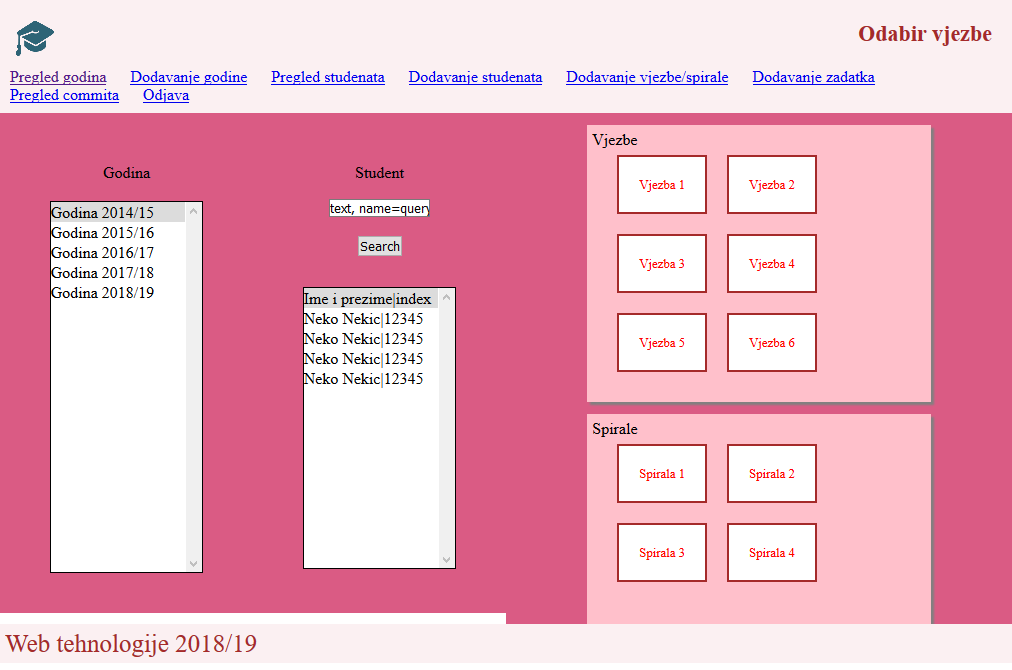 Odabir vjezbe
Pregled godina Dodavanje godine Pregled studenata Dodavanje studenata Dodavanje vjezbe/spirale Dodavanje zadatka
Pregled commita Odjava
Godina
Godina 2014/15
Godina 2015/16
Godina 2016/17
Godina 2017/18
Godina 2018/19
Student
text, name=query
Search
Ime i prezime|index
Neko Nekic|12345
Neko Nekic|12345
Neko Nekic|12345
Neko Nekic|12345
Vjezbe
Vjezba 1 Vjezba 2
Vjezba 3 Vjezba 4
Vjezba 5 Vjezba 6
Spirale
Spirala 1 Spirala 2
Spirala 3 Spirala 4
Web tehnologije 2018/19